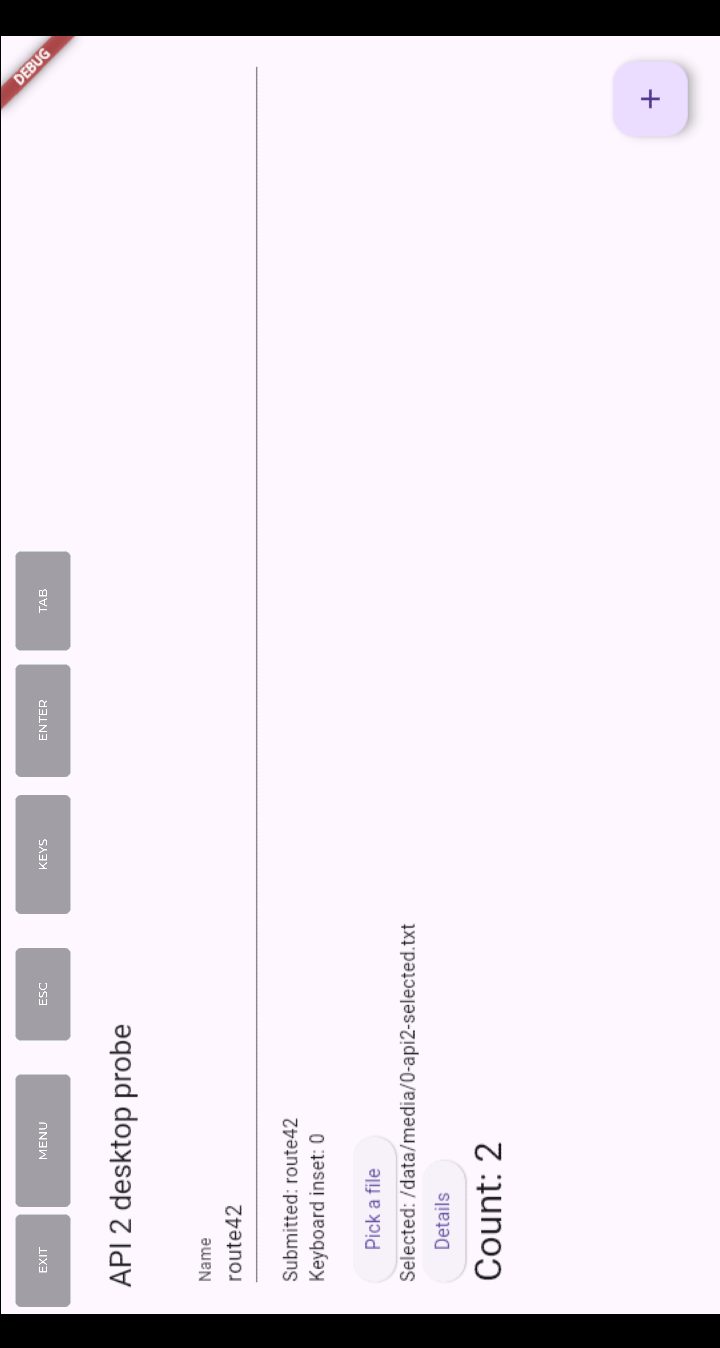 EXIT
MENU
ESC
KEYS
ENTER
TAB
DEBUG
API 2 desktop probe
Name
route42
Submitted: route42
Keyboard inset: 0
Pick a file
Selected: /data/media/0-api2-selected.txt
Details
Count: 2
+